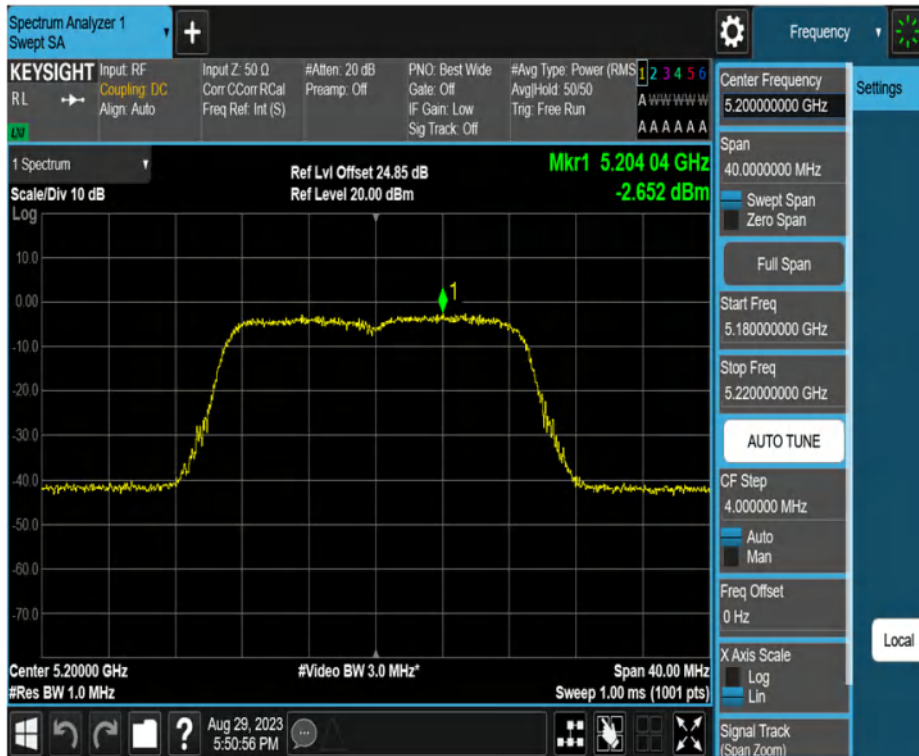 Spectrum Analyzer 1
Swept SA
+
Frequency
KEYSIGHT
RL
LXI
Input: RF
Coupling: DC
Align: Auto
Input Z: 50 Ω
Corr CCorr RCal
Freq Ref: Int (S)
#Atten: 20 dB
Preamp: Off
PNO: Best Wide
Gate: Off
IF Gain: Low
Sig Track: Off
#Avg Type: Power (RMS
Avg|Hold: 50/50
Trig: Free Run
1 2 3 4 5 6
A W W W W W
A A A A A A
1 Spectrum
Scale/Div 10 dB
Log
Ref Lvl Offset 24.85 dB
Ref Level 20.00 dBm
Mkr1 5.204 04 GHz
-2.652 dBm
10.0
0.00
-10.0
-20.0
-30.0
-40.0
-50.0
-60.0
-70.0
1
Center 5.20000 GHz
#Res BW 1.0 MHz
#Video BW 3.0 MHz*
Span 40.00 MHz
Sweep 1.00 ms (1001 pts)
?
Aug 29, 2023
5:50:56 PM
Center Frequency
5.200000000 GHz
Span
40.0000000 MHz
Swept Span
Zero Span
Full Span
Start Freq
5.180000000 GHz
Stop Freq
5.220000000 GHz
AUTO TUNE
CF Step
4.000000 MHz
Auto
Man
Freq Offset
0 Hz
X Axis Scale
Log
Lin
Signal Track
(Span Zoom)
Settings
Local